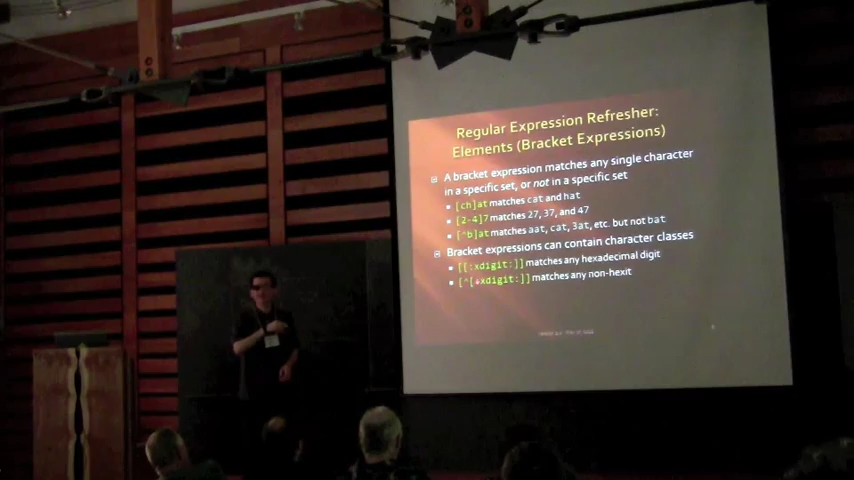 Regular Expression Refresher:
Elements (Bracket Expressions)
A bracket expression matches any single character
in a specific set, or not in a specific set
[ch]at matches cat and hat
[2-4]7 matches 27, 37, and 47
[^b]at matches aat, cat, 3at, etc. but not bat
Bracket expressions can contain character classes
[[:xdigit:]] matches any hexadecimal digit
[^[:xdigit:]] matches any non-hexit